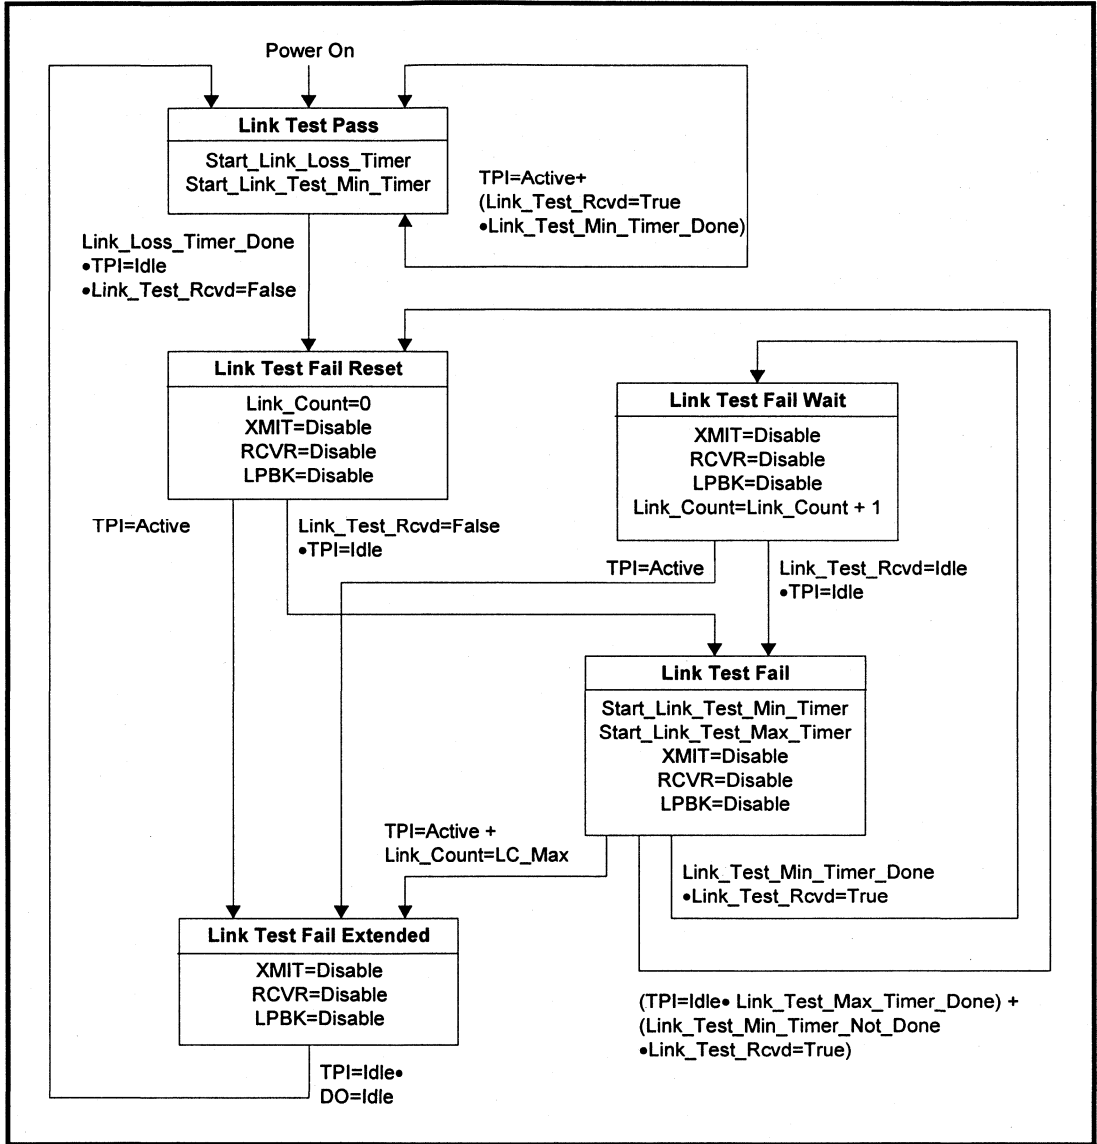 Power On
Link Test Pass
Start_Link_Loss_Timer
Start_Link_Test_Min_Timer
TPI=Active+
(Link_Test_Rcvd=True
•Link_Test_Min_Timer_Done)
Link_Loss_Timer_Done
•TPI=Idle
•Link_Test_Rcvd=False
Link Test Fail Reset
Link_Count=0
XMIT=Disable
RCVR=Disable
LPBK=Disable
Link Test Fail Wait
XMIT=Disable
RCVR=Disable
LPBK=Disable
Link_Count=Link_Count + 1
TPI=Active
Link_Test_Rcvd=False
•TPI=Idle
TPI=Active
Link_Test_Rcvd=Idle
•TPI=Idle
Link Test Fail
Start_Link_Test_Min_Timer
Start_Link_Test_Max_Timer
XMIT=Disable
RCVR=Disable
LPBK=Disable
TPI=Active +
Link_Count=LC_Max
Link_Test_Min_Timer_Done
•Link_Test_Rcvd=True
Link Test Fail Extended
XMIT=Disable
RCVR=Disable
LPBK=Disable
(TPI=Idle• Link_Test_Max_Timer_Done) +
(Link_Test_Min_Timer_Not_Done
•Link_Test_Rcvd=True)
TPI=Idle•
DO=Idle